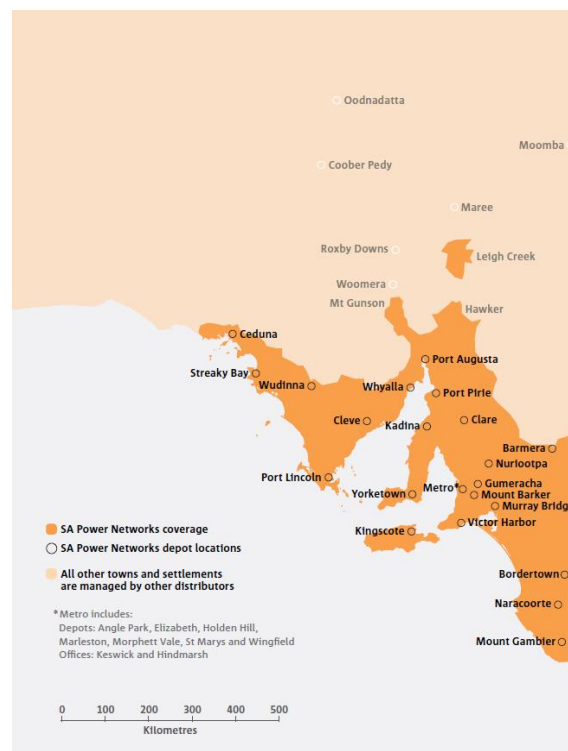 Oodnadatta
Moomba
Coober Pedy
Maree
Roxby Downs
Leigh Creek
Woomera
Mt Gunson
Hawker
Ceduna
Port Augusta
Streaky Bay
Wudinna
Whyalla
Port Pirie
Cleve
Kadina
Clare
Barmera
Nuriootpa
Port Lincoln
Gumeracha
Metro*
Yorketown
Mount Barker
Murray Bridg
Victor Harbor
Kingscote
SA Power Networks coverage
SA Power Networks depot locations
All other towns and settlements
are managed by other distributors
Bordertown
Naracoorte
Mount Gambier
*Metro includes:
Depots: Angle Park, Elizabeth, Holden Hill,
Marleston, Morphett Vale, St Marys and Wingfield
Offices: Keswick and Hindmarsh
0 100 200 300 400 500
Kilometres